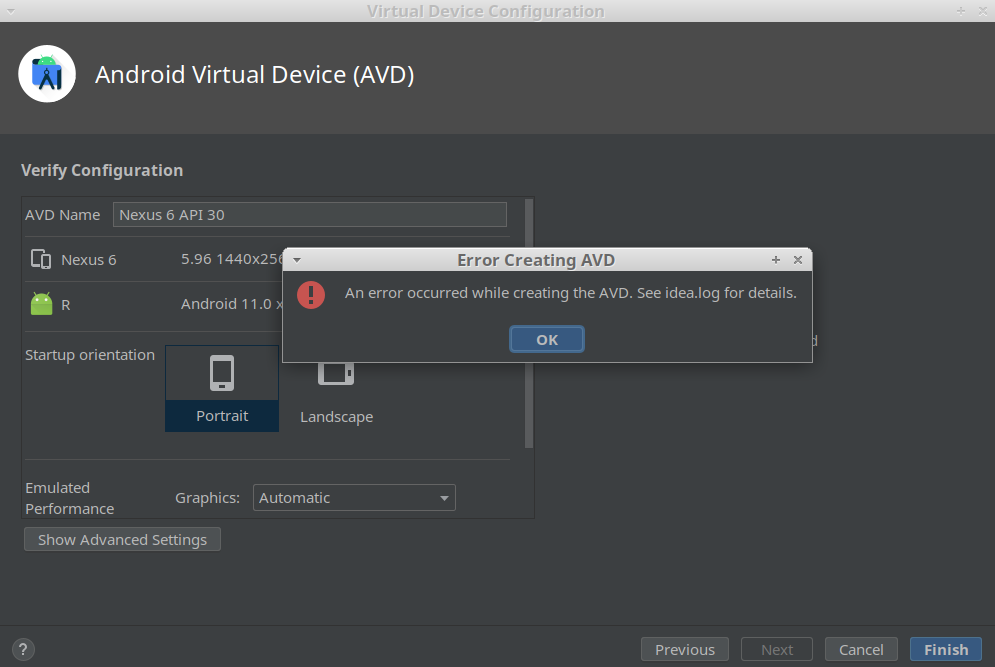 Virtual Device Configuration
Android Virtual Device (AVD)
Verify Configuration
AVD Name Nexus 6 API 30
Nexus 6 5.96 1440x256
Error Creating AVD
An error occurred while creating the AVD. See idea.log for details.
OK
R Android 11.0 x
Startup orientation
Portrait
Landscape
Emulated
Performance
Graphics: Automatic
Show Advanced Settings
?
Previous Next Cancel Finish